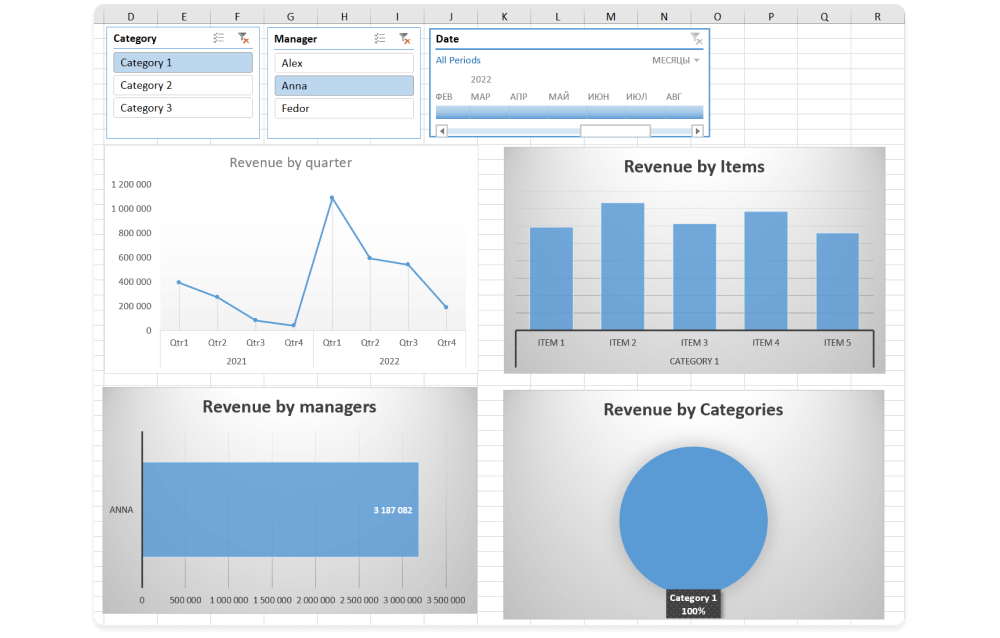 D E F G H I J K L M N O P Q R
Category
Category 1
Category 2
Category 3
Manager
Alex
Anna
Fedor
Date
All Periods МЕСЯЦЫ
2022
ФЕВ МАР АПР МАЙ ИЮН ИЮЛ АВГ
Revenue by quarter
1 200 000
1 000 000
800 000
600 000
400 000
200 000
0
Qtr1 Qtr2 Qtr3 Qtr4 Qtr1 Qtr2 Qtr3 Qtr4
2021 2022
Revenue by Items
ITEM 1 ITEM 2 ITEM 3 ITEM 4 ITEM 5
CATEGORY 1
Revenue by managers
ANNA
3 187 082
0 500 000 1 000 000 1 500 000 2 000 000 2 500 000 3 000 000 3 500 000
Revenue by Categories
Category 1
100%